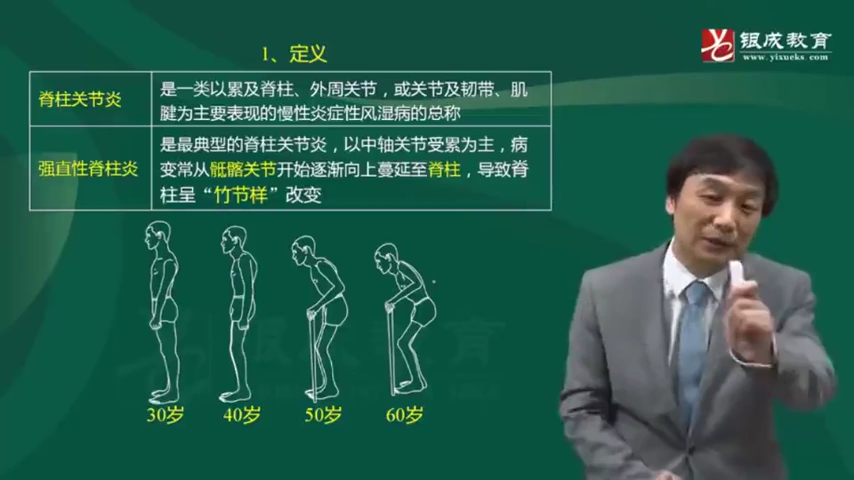 银成教育
www.yixueks.com
1、定义
脊柱关节炎
是一类以累及脊柱、外周关节，或关节及韧带、肌
腱为主要表现的慢性炎症性风湿病的总称
强直性脊柱炎
是最典型的脊柱关节炎，以中轴关节受累为主，病
变常从骶髂关节开始逐渐向上蔓延至脊柱，导致脊
柱呈“竹节样”改变
银成教育
30岁
40岁
50岁
60岁